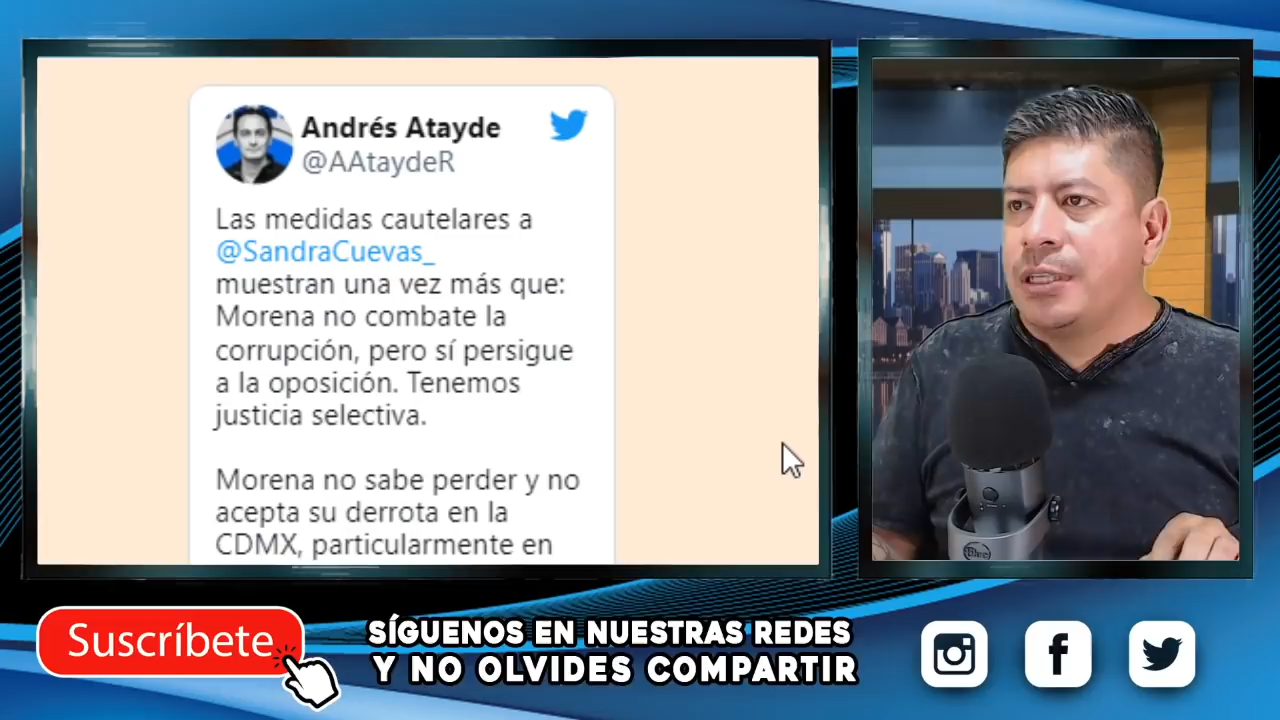 Andrés Atayde
@AAtaydeR
Las medidas cautelares a
@SandraCuevas_
muestran una vez más que:
Morena no combate la
corrupción, pero sí persigue
a la oposición. Tenemos
justicia selectiva.
Morena no sabe perder y no
acepta su derrota en la
CDMX, particularmente en
Blue
Suscríbete
SÍGUENOS EN NUESTRAS REDES
Y NO OLVIDES COMPARTIR